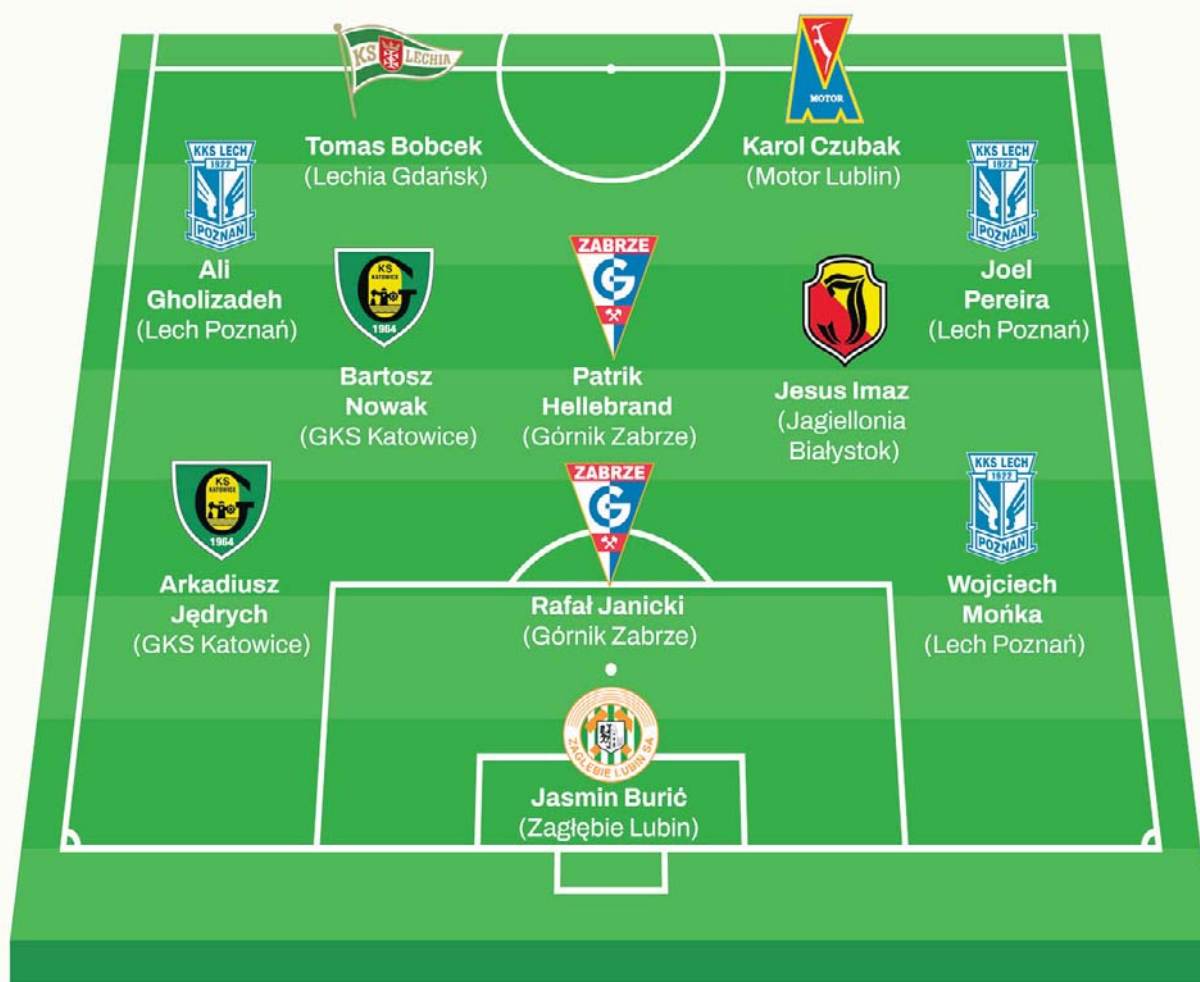 KS LECHIA
MOTOR
Tomas Bobcek
(Lechia Gdańsk)
Karol Czubak
(Motor Lublin)
KKS LECH
1922
POZNAŃ
Ali
Gholizadeh
(Lech Poznań)
KKS LECH
1922
POZNAŃ
Joel
Pereira
(Lech Poznań)
KS
KATOWICE
1964
Bartosz
Nowak
(GKS Katowice)
ZABRZE
G
Patrik
Hellebrand
(Górnik Zabrze)
J
Jesus Imaz
(Jagiellonia
Białystok)
KS
KATOWICE
1964
Arkadiusz
Jędrych
(GKS Katowice)
ZABRZE
G
Rafał Janicki
(Górnik Zabrze)
KKS LECH
1922
POZNAŃ
Wojciech
Mońka
(Lech Poznań)
ZAGŁĘBIE LUBIN SA
Jasmin Burić
(Zagłębie Lubin)